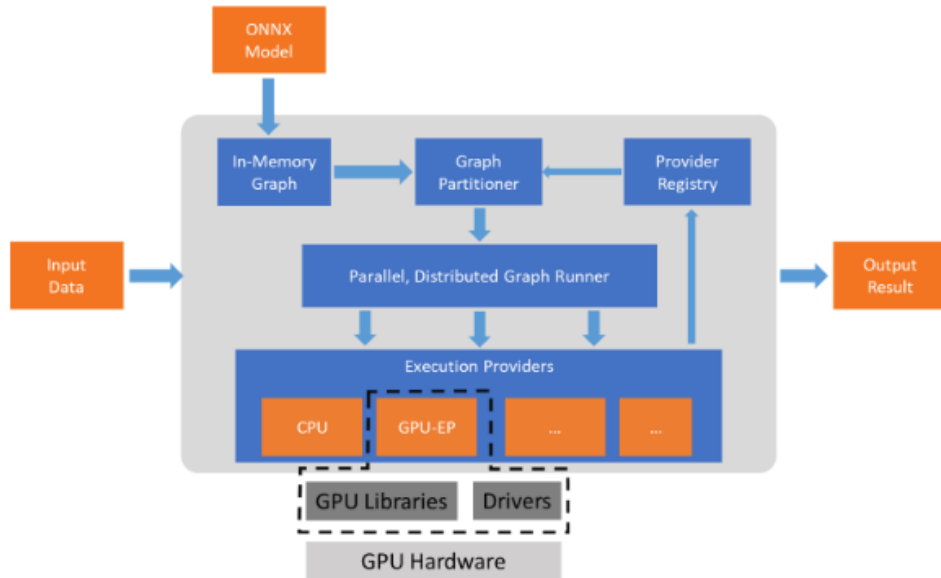 ONNX
Model
In-Memory
Graph
Graph
Partitioner
Provider
Registry
Input
Data
Parallel, Distributed Graph Runner
Output
Result
Execution Providers
CPU
GPU-EP
...
...
GPU Libraries
Drivers
GPU Hardware